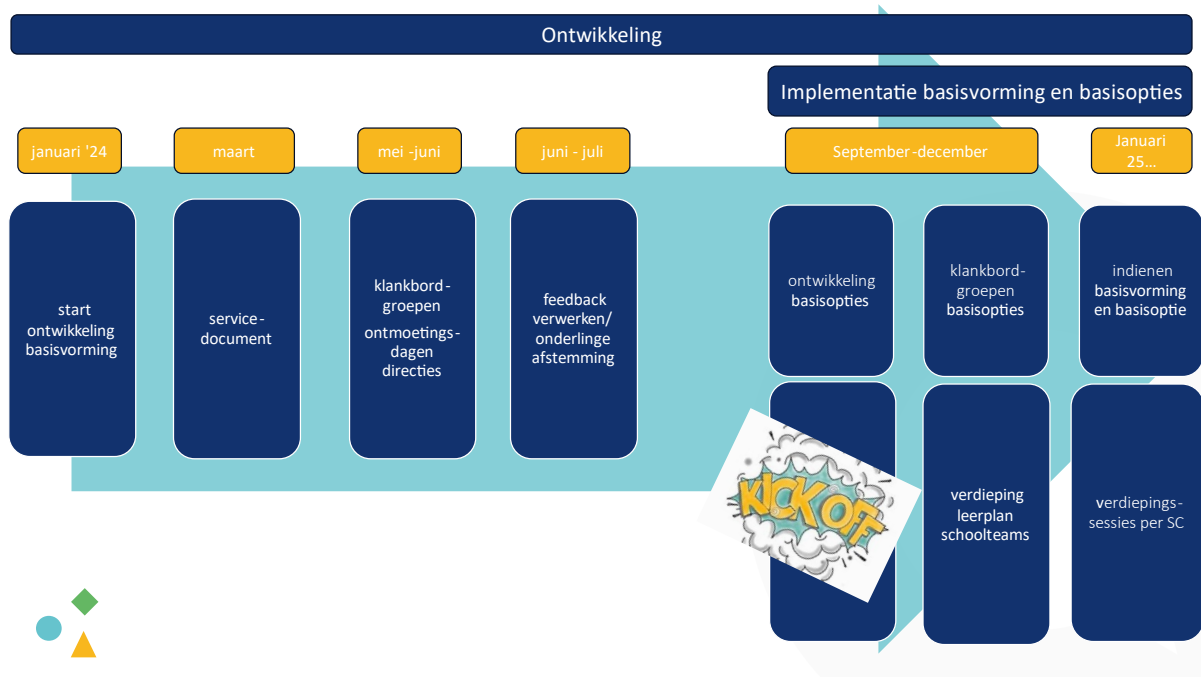 Ontwikkeling
Implementatie basisvorming en basisopties
januari '24
maart
mei -juni
juni - juli
September-december
Januari
25...
start
ontwikkeling
basisvorming
service-
document
klankbord-
groepen
ontmoetings-
dagen
directies
feedback
verwerken/
onderlinge
afstemming
ontwikkeling
basisopties
klankbord-
groepen
basisopties
indienen
basisvorming
en basisoptie
KICK OFF
verdieping
leerplan
schoolteams
verdiepings-
sessies per SC